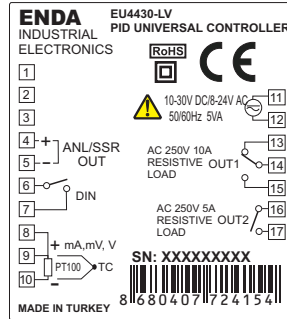 ENDA
INDUSTRIAL
ELECTRONICS
EU4430-LV
PID UNIVERSAL CONTROLLER
RoHS
CE
1
2
3
4 +
5 -
ANL/SSR
OUT
6
7
DIN
8
9
10
+ mA,mV, V
PT100
TC
-
10-30V DC/8-24V AC
50/60Hz 5VA
11
12
AC 250V 10A
RESISTIVE OUT1
LOAD
13
14
15
AC 250V 5A
RESISTIVE OUT2
LOAD
16
17
SN: XXXXXXXXX
8 680407 724154
MADE IN TURKEY